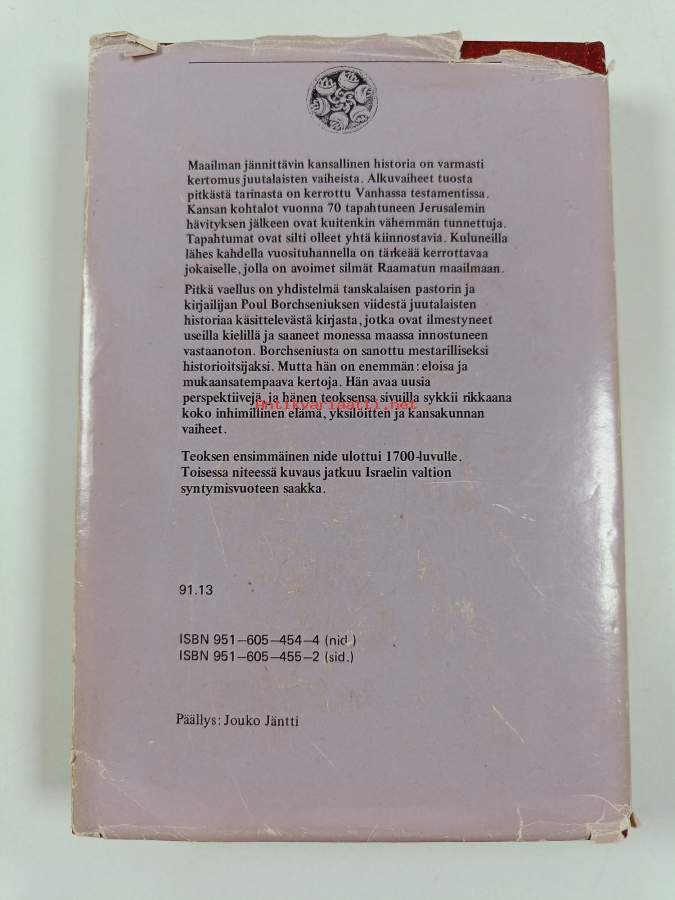 Maailman jännittävin kansallinen historia on varmasti
kertomus juutalaisten vaiheista. Alkuvaiheet tuosta
pitkästä tarinasta on kerrottu Vanhassa testamentissa.
Kansan kohtalot vuonna 70 tapahtuneen Jerusalemin
hävityksen jälkeen ovat kuitenkin vähemmän tunnettuja.
Tapahtumat ovat silti olleet yhtä kiinnostavia. Kuluneilla
lähes kahdella vuosituhannella on tärkeää kerrottavaa
jokaiselle, jolla on avoimet silmät Raamatun maailmaan.
Pitkä vaellus on yhdistelmä tanskalaisen pastorin ja
kirjailijan Poul Borchseniuksen viidestä juutalaisten
historiaa käsittelevästä kirjasta, jotka ovat ilmestyneet
useilla kielillä ja saaneet monessa maassa innostuneen
vastaanoton. Borchseniusta on sanottu mestarilliseksi
historioitsijaksi. Mutta hän on enemmän: eloisa ja
mukaansatempaava kertoja. Hän avaa uusia
perspektiivejä, ja hänen teoksensa sivuilla sykkii rikkaana
antikvariaatti.net
koko inhimillinen elämä, yksilöitten ja kansakunnan
vaiheet.
Teoksen ensimmäinen nide ulottui 1700-luvulle.
Toisessa niteessä kuvaus jatkuu Israelin valtion
syntymisvuoteen saakka.
91.13
ISBN 951–605–454–4 (nid.)
ISBN 951–605–455–2 (sid.)
Päällys: Jouko Jäntti